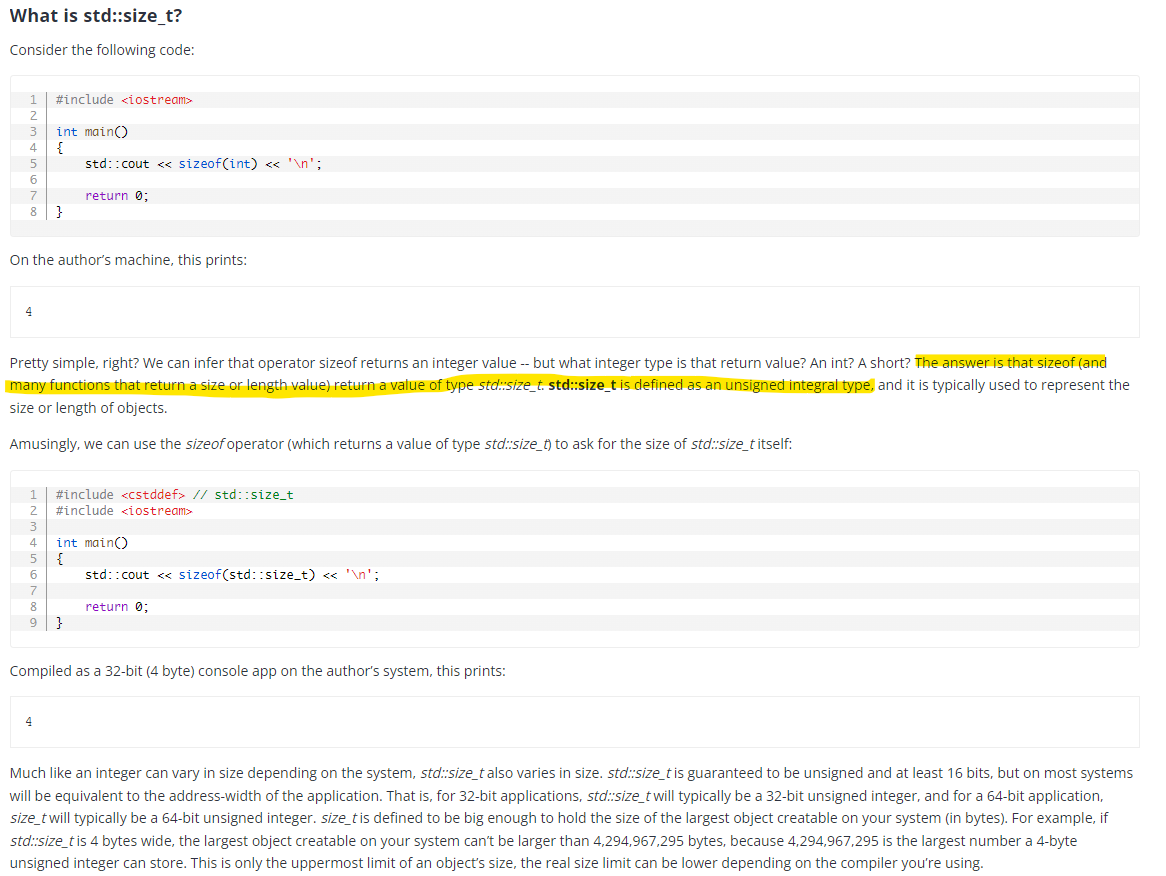 What is std::size_t?
Consider the following code:
1 #include <iostream>
2
3 int main()
4 {
5     std::cout << sizeof(int) << '\n';
6
7     return 0;
8 }
On the author's machine, this prints:
4
Pretty simple, right? We can infer that operator sizeof returns an integer value -- but what integer type is that return value? An int? A short? The answer is that sizeof (and
many functions that return a size or length value) return a value of type std::size_t. std::size_t is defined as an unsigned integral type, and it is typically used to represent the
size or length of objects.
Amusingly, we can use the sizeof operator (which returns a value of type std::size_t) to ask for the size of std::size_t itself:
1 #include <cstddef> // std::size_t
2 #include <iostream>
3
4 int main()
5 {
6     std::cout << sizeof(std::size_t) << '\n';
7
8     return 0;
9 }
Compiled as a 32-bit (4 byte) console app on the author's system, this prints:
4
Much like an integer can vary in size depending on the system, std::size_t also varies in size. std::size_t is guaranteed to be unsigned and at least 16 bits, but on most systems
will be equivalent to the address-width of the application. That is, for 32-bit applications, std::size_t will typically be a 32-bit unsigned integer, and for a 64-bit application,
size_t will typically be a 64-bit unsigned integer. size_t is defined to be big enough to hold the size of the largest object creatable on your system (in bytes). For example, if
std::size_t is 4 bytes wide, the largest object creatable on your system can't be larger than 4,294,967,295 bytes, because 4,294,967,295 is the largest number a 4-byte
unsigned integer can store. This is only the uppermost limit of an object's size, the real size limit can be lower depending on the compiler you're using.